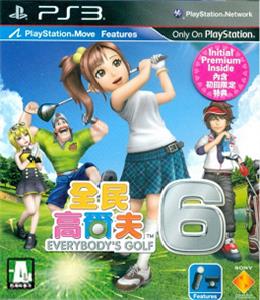 PS3
PlayStation Network
PlayStation Move Features
Only On PlayStation
Initial
Premium
Inside
內含
初回限定
特典
全民
高爾夫
6
EVERYBODY'S GOLF
TM
Features
SONY